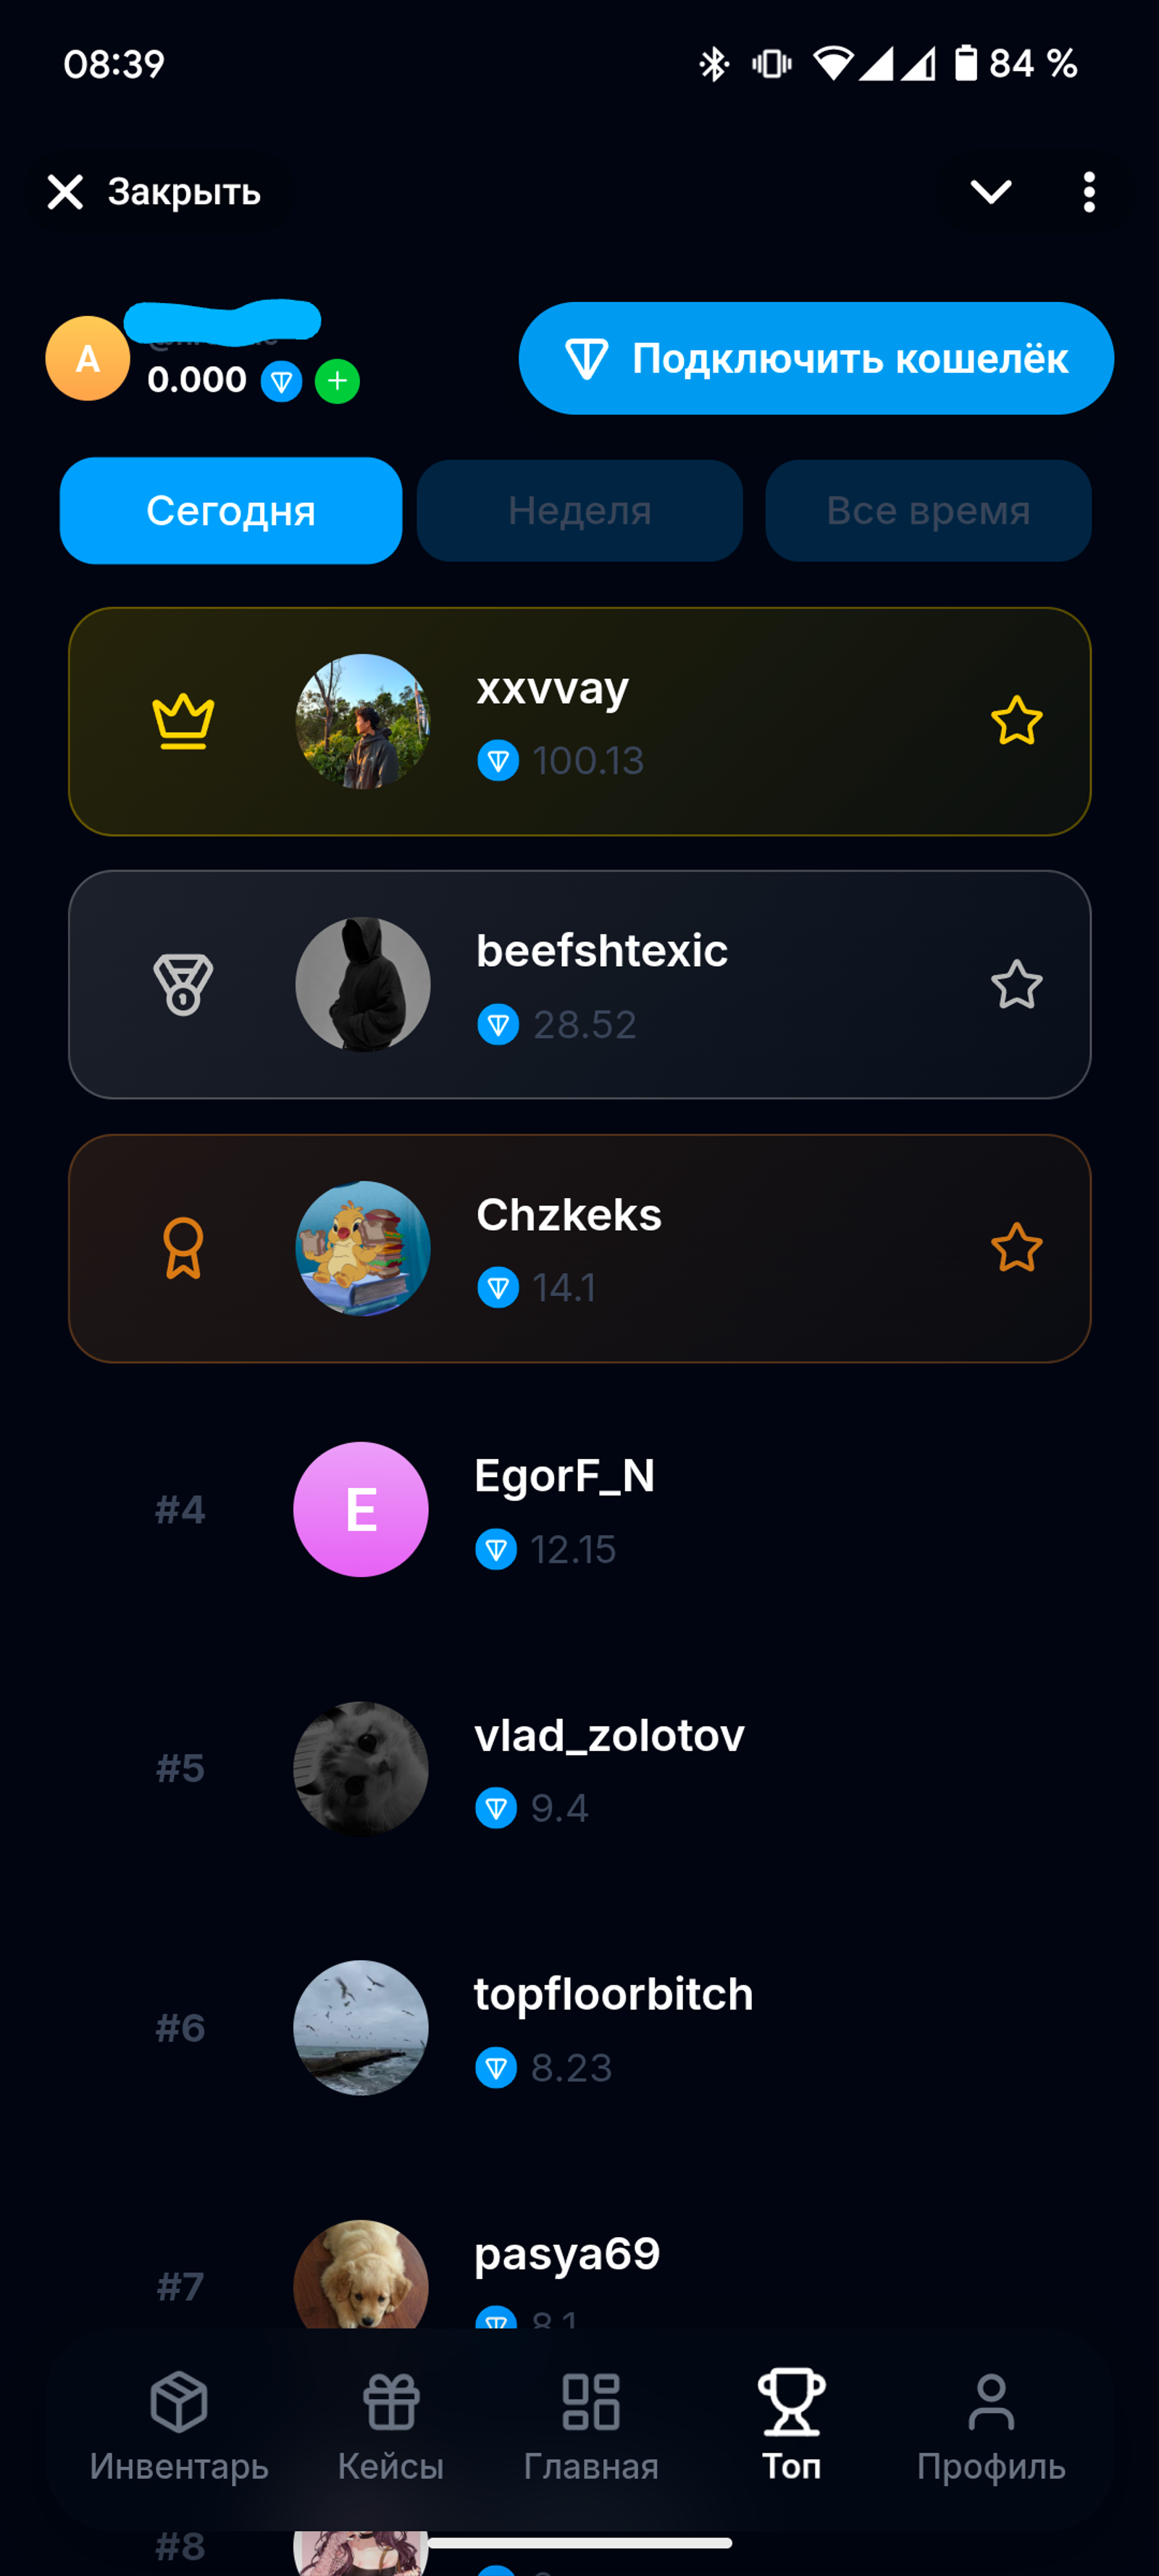 08:39
84 %
Закрыть
A
0.000
Подключить кошелёк
Сегодня
Неделя
Все время
xxvvay
100.13
beefshtexic
28.52
Chzkeks
14.1
#4
E
EgorF_N
12.15
#5
vlad_zolotov
9.4
#6
topfloorbitch
8.23
#7
pasya69
8.1
Инвентарь
Кейсы
Главная
Топ
Профиль
#8